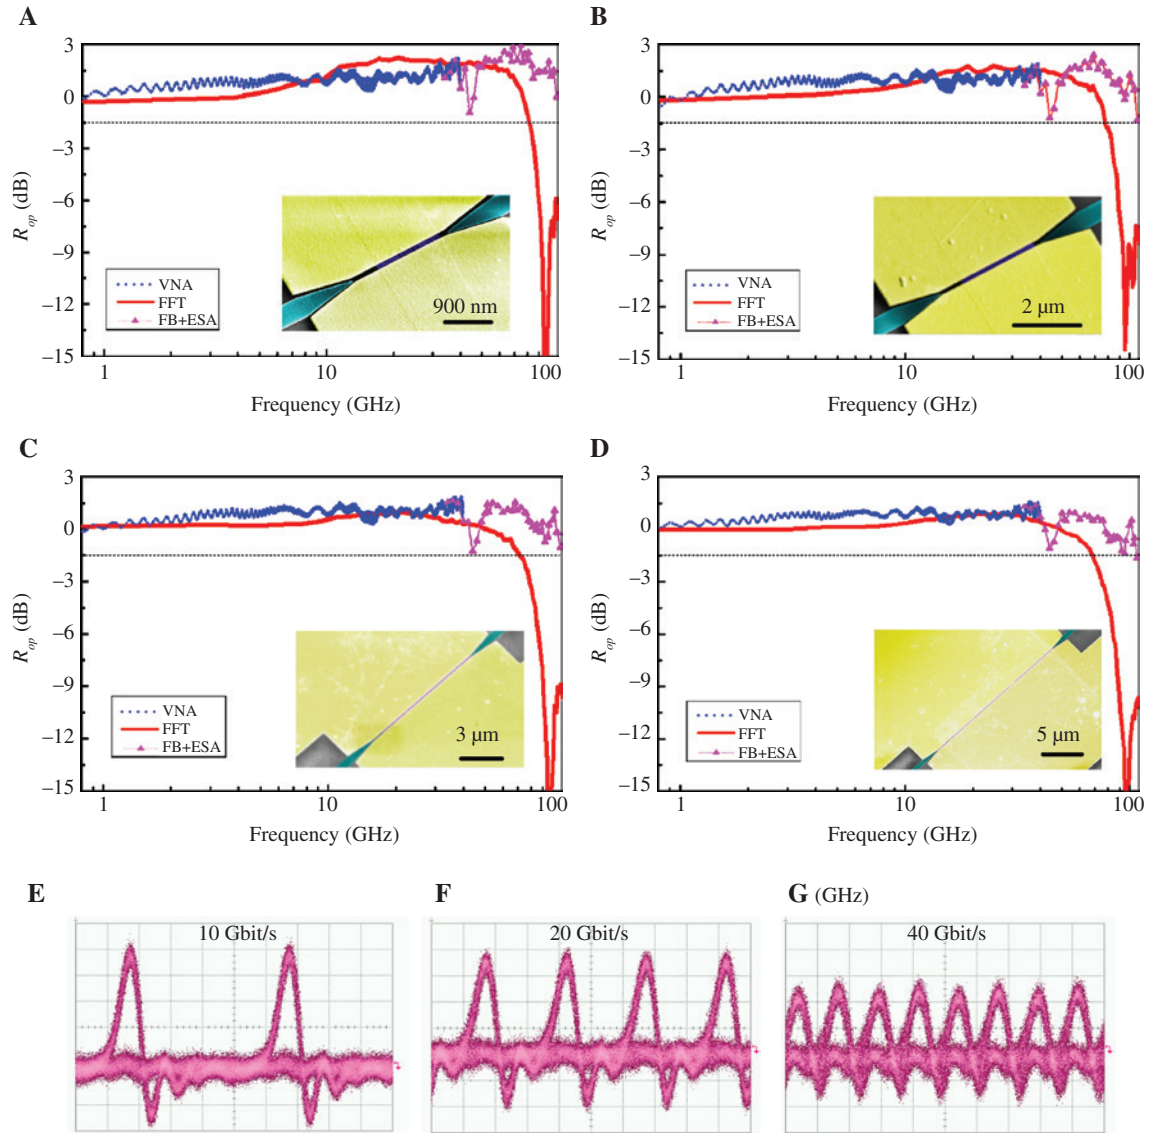 A
3
0
−3
−6
−9
−12
−15
R_op (dB)
VNA
FFT
FB+ESA
900 nm
1
10
100
Frequency (GHz)
B
3
0
−3
−6
−9
−12
−15
R_op (dB)
VNA
FFT
FB+ESA
2 μm
1
10
100
Frequency (GHz)
C
3
0
−3
−6
−9
−12
−15
R_op (dB)
VNA
FFT
FB+ESA
3 μm
1
10
100
Frequency (GHz)
D
3
0
−3
−6
−9
−12
−15
R_op (dB)
VNA
FFT
FB+ESA
5 μm
1
10
100
Frequency (GHz)
E
10 Gbit/s
F
20 Gbit/s
G (GHz)
40 Gbit/s